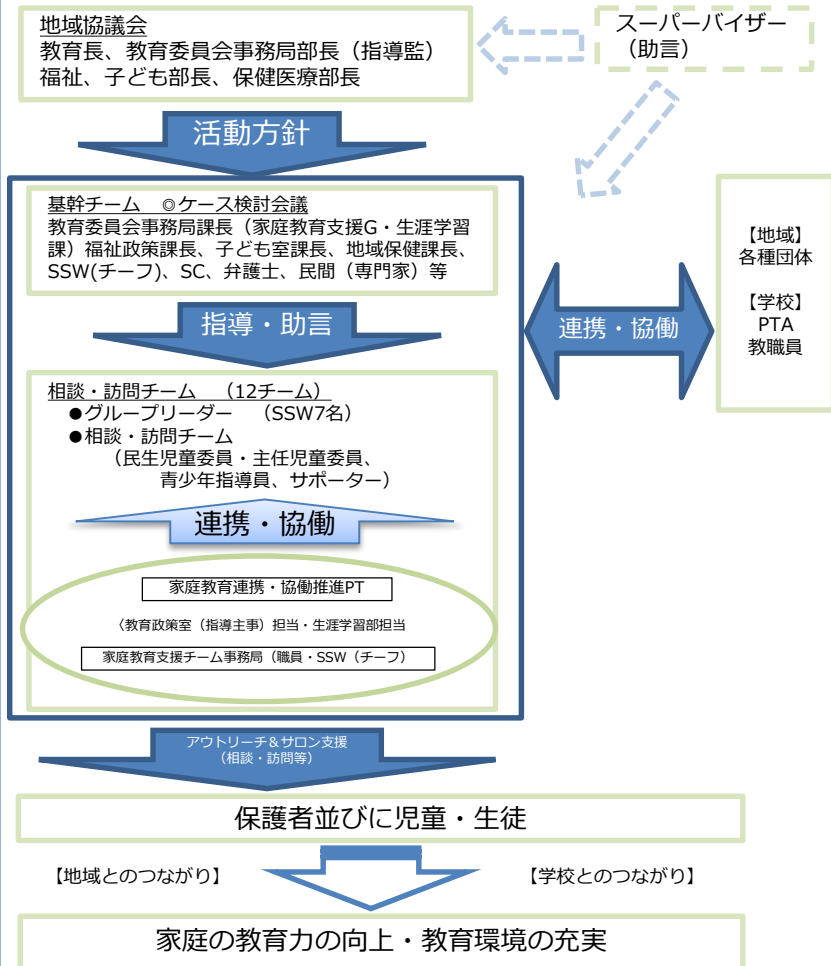 地域協議会
教育長、教育委員会事務局部長（指導監）
福祉、子ども部長、保健医療部長
スーパーバイザー
（助言）
活動方針
基幹チーム　◎ケース検討会議
教育委員会事務局課長（家庭教育支援G・生涯学習
課）福祉政策課長、子ども室課長、地域保健課長、
SSW(チーフ)、SC、弁護士、民間（専門家）等
指導・助言
連携・協働
【地域】
各種団体
【学校】
PTA
教職員
相談・訪問チーム　（12チーム）
●グループリーダー　（SSW7名）
●相談・訪問チーム
（民生児童委員・主任児童委員、
青少年指導員、サポーター）
連携・協働
家庭教育連携・協働推進PT
〈教育政策室（指導主事）担当・生涯学習部担当
家庭教育支援チーム事務局（職員・SSW（チーフ）
アウトリーチ＆サロン支援
（相談・訪問等）
保護者並びに児童・生徒
【地域とのつながり】
【学校とのつながり】
家庭の教育力の向上・教育環境の充実